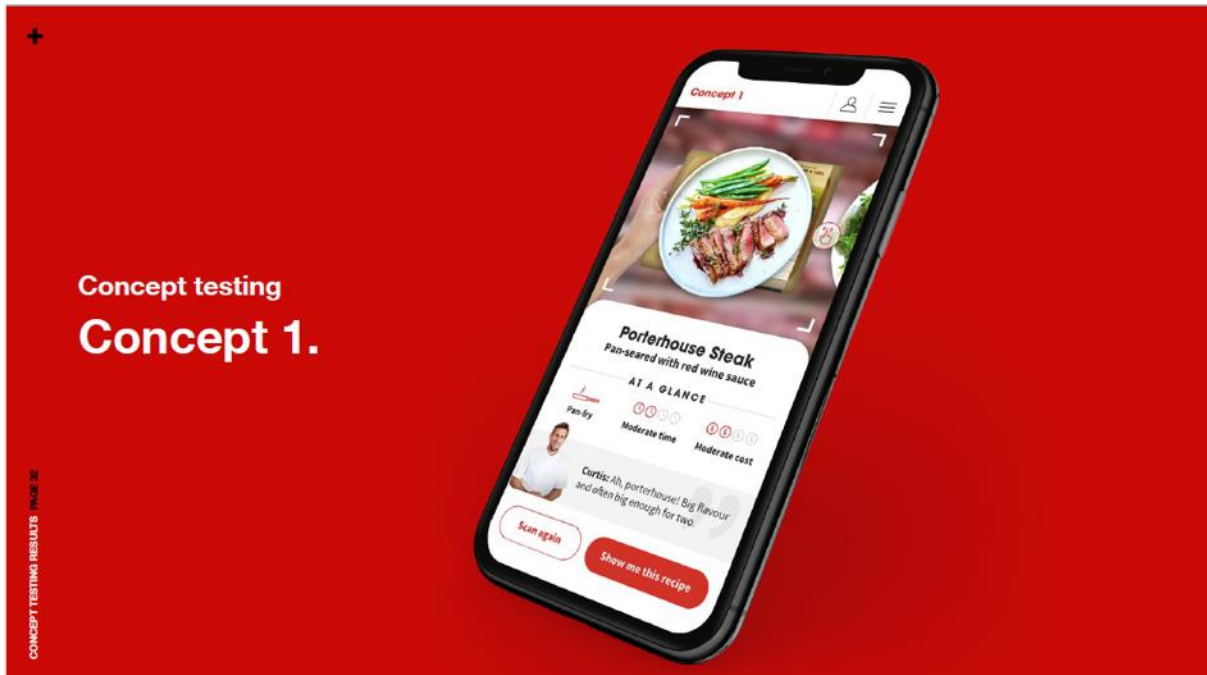 +
Concept testing
Concept 1.
CONCEPT TESTING RESULTS PAGE 32
Concept 1
Porterhouse Steak
Pan-seared with red wine sauce
AT A GLANCE
Pan-fry
Moderate time
Moderate cost
Curtis: Ah, porterhouse! Big flavour
and often big enough for two.
Scan again
Show me this recipe